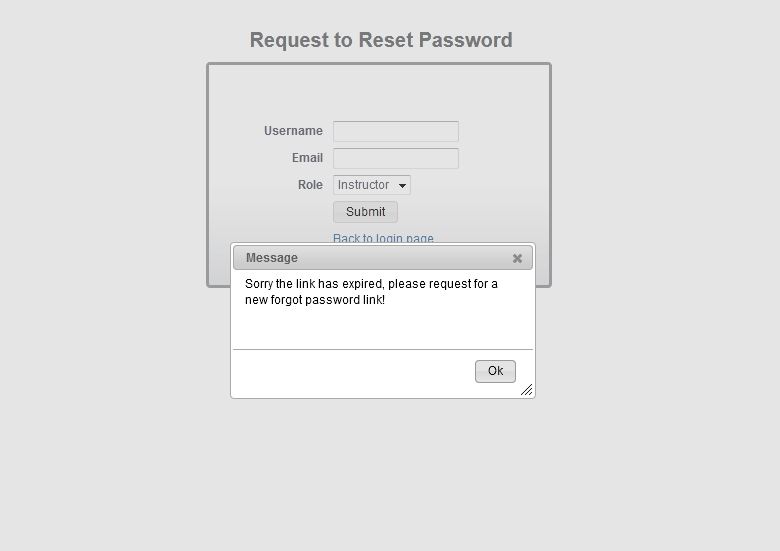 Request to Reset Password
Username
Email
Role Instructor
Submit
Back to login page
Message
Sorry the link has expired, please request for a
new forgot password link!
Ok